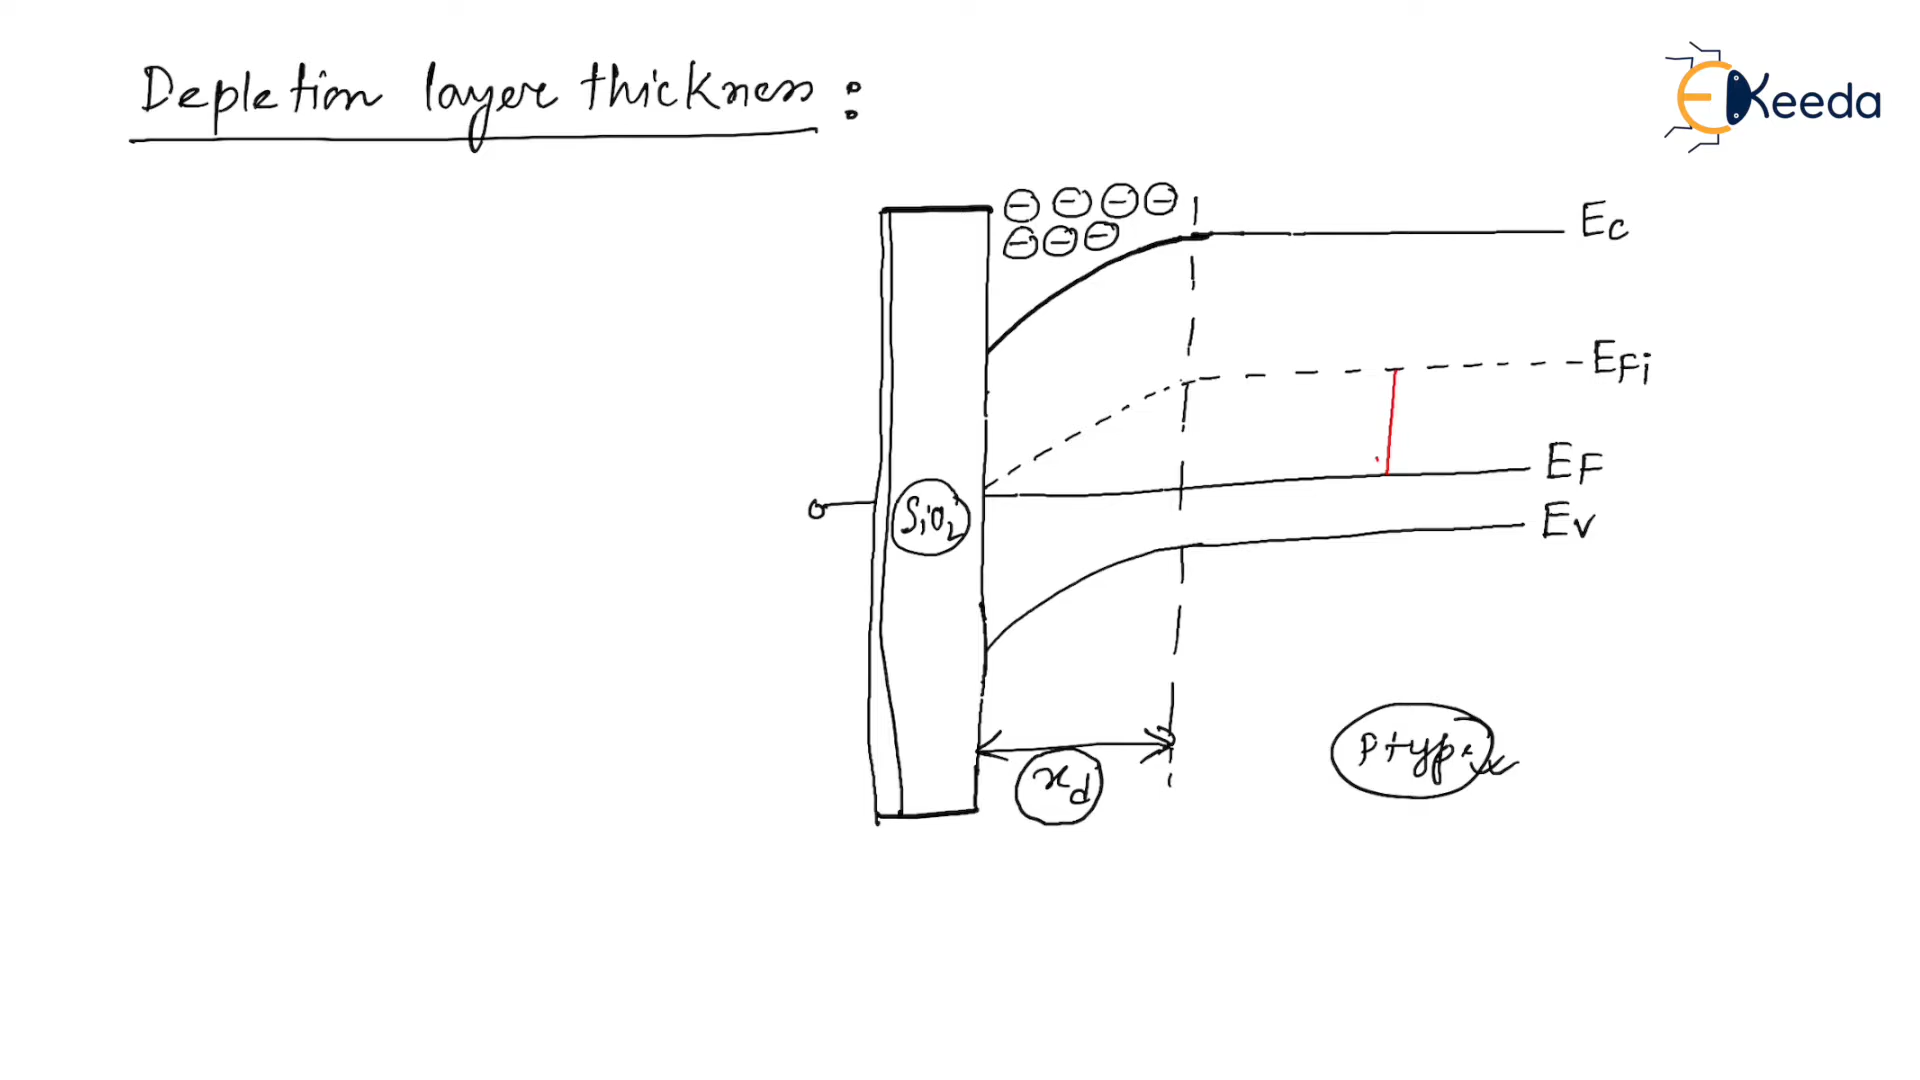 Depletion layer thickness :
EKeeda
Ec
EFi
EF
Ev
SiO2
xd
P type